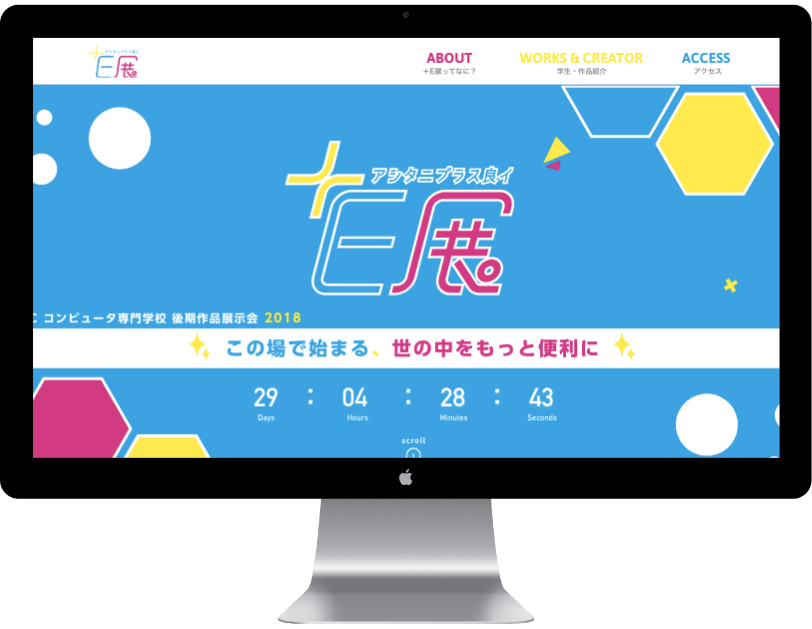 アシタニプラス良イ
+E展。
ABOUT
+E展ってなに？
WORKS & CREATOR
学生・作品紹介
ACCESS
アクセス
アシタニプラス良イ
+E展。
コンピュータ専門学校 後期作品展示会 2018
この場で始まる、世の中をもっと便利に
29 : 04 : 28 : 43
Days Hours Minutes Seconds
scroll